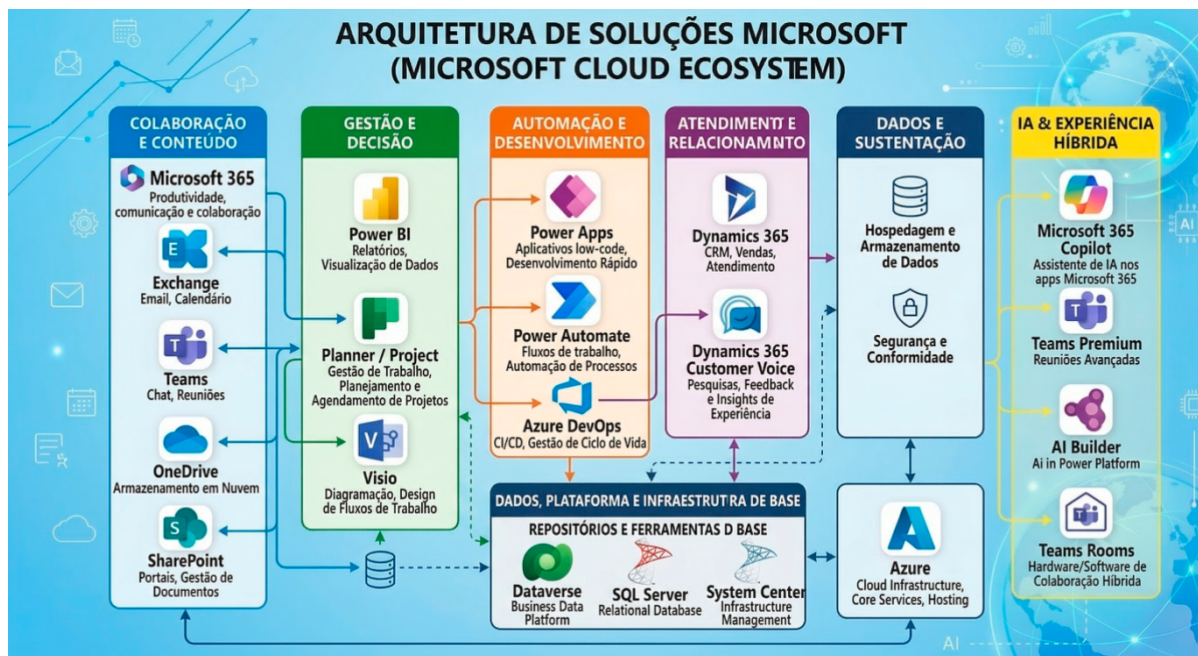 ARQUITETURA DE SOLUÇÕES MICROSOFT
(MICROSOFT CLOUD ECOSYSTEM)
COLABORAÇÃO
E CONTEÚDO
Microsoft 365
Produtividade,
comunicação e colaboração
E
Exchange
Email, Calendário
T
Teams
Chat, Reuniões
OneDrive
Armazenamento em Nuvem
S
SharePoint
Portais, Gestão de
Documentos
GESTÃO E
DECISÃO
Power BI
Relatórios,
Visualização de Dados
Planner / Project
Gestão de Trabalho,
Planejamento e
Agendamento de Projetos
V
Visio
Diagramação, Design
de Fluxos de Trabalho
AUTOMAÇÃO E
DESENVOLVIMENTO
Power Apps
Aplicativos low-code,
Desenvolvimento Rápido
Power Automate
Fluxos de trabalho,
Automação de Processos
Azure DevOps
CI/CD, Gestão de Ciclo de Vida
RELACIONAMNTO
Dynamics 365
CRM, Vendas,
Atendimento
Dynamics 365
Customer Voice
Pesquisas, Feedback
e Insights de
Experiência
DADOS E
SUSTENTAÇÃO
Hospedagem e
Armazenamento
de Dados
Segurança e
Conformidade
IA & EXPERIÊNCIA
HÍBRIDA
Microsoft 365
Copilot
Assistente de IA nos
apps Microsoft 365
T
Teams Premium
Reuniões Avançadas
AI Builder
Ai in Power Platform
T
Teams Rooms
Hardware/Software de
Colaboração Híbrida
DADOS, PLATAFORMA E DE BASE
REPOSITÓRIOS E FERRAMENTAS D BASE
Dataverse
Business Data
Platform
SQL Server
Relational Database
System Center
Infrastructure
Management
Azure
Cloud Infrastructure,
Core Services, Hosting
AI
AI